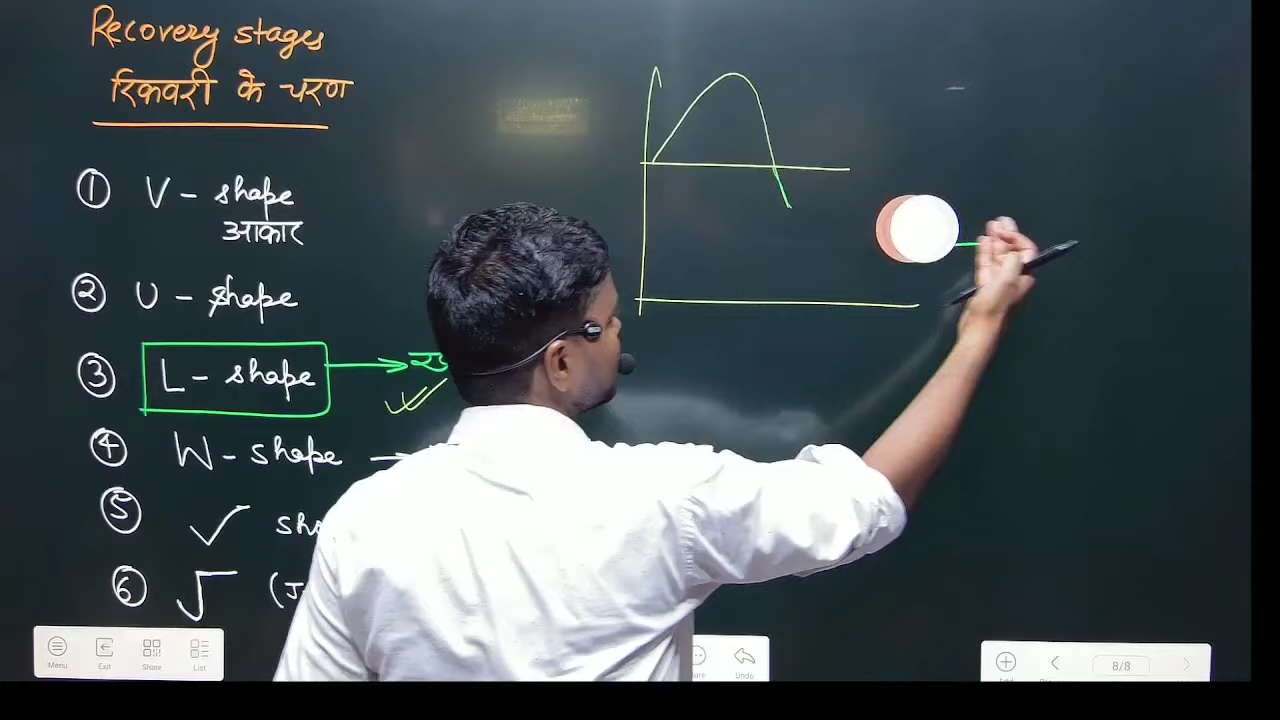 Recovery stages
रिकवरी के चरण
① V - shape
आकार
② U - shape
③ L - shape →
④ W - shape →
⑤ ✓
⑥
Menu
Exit
Share
List
Undo
8/8